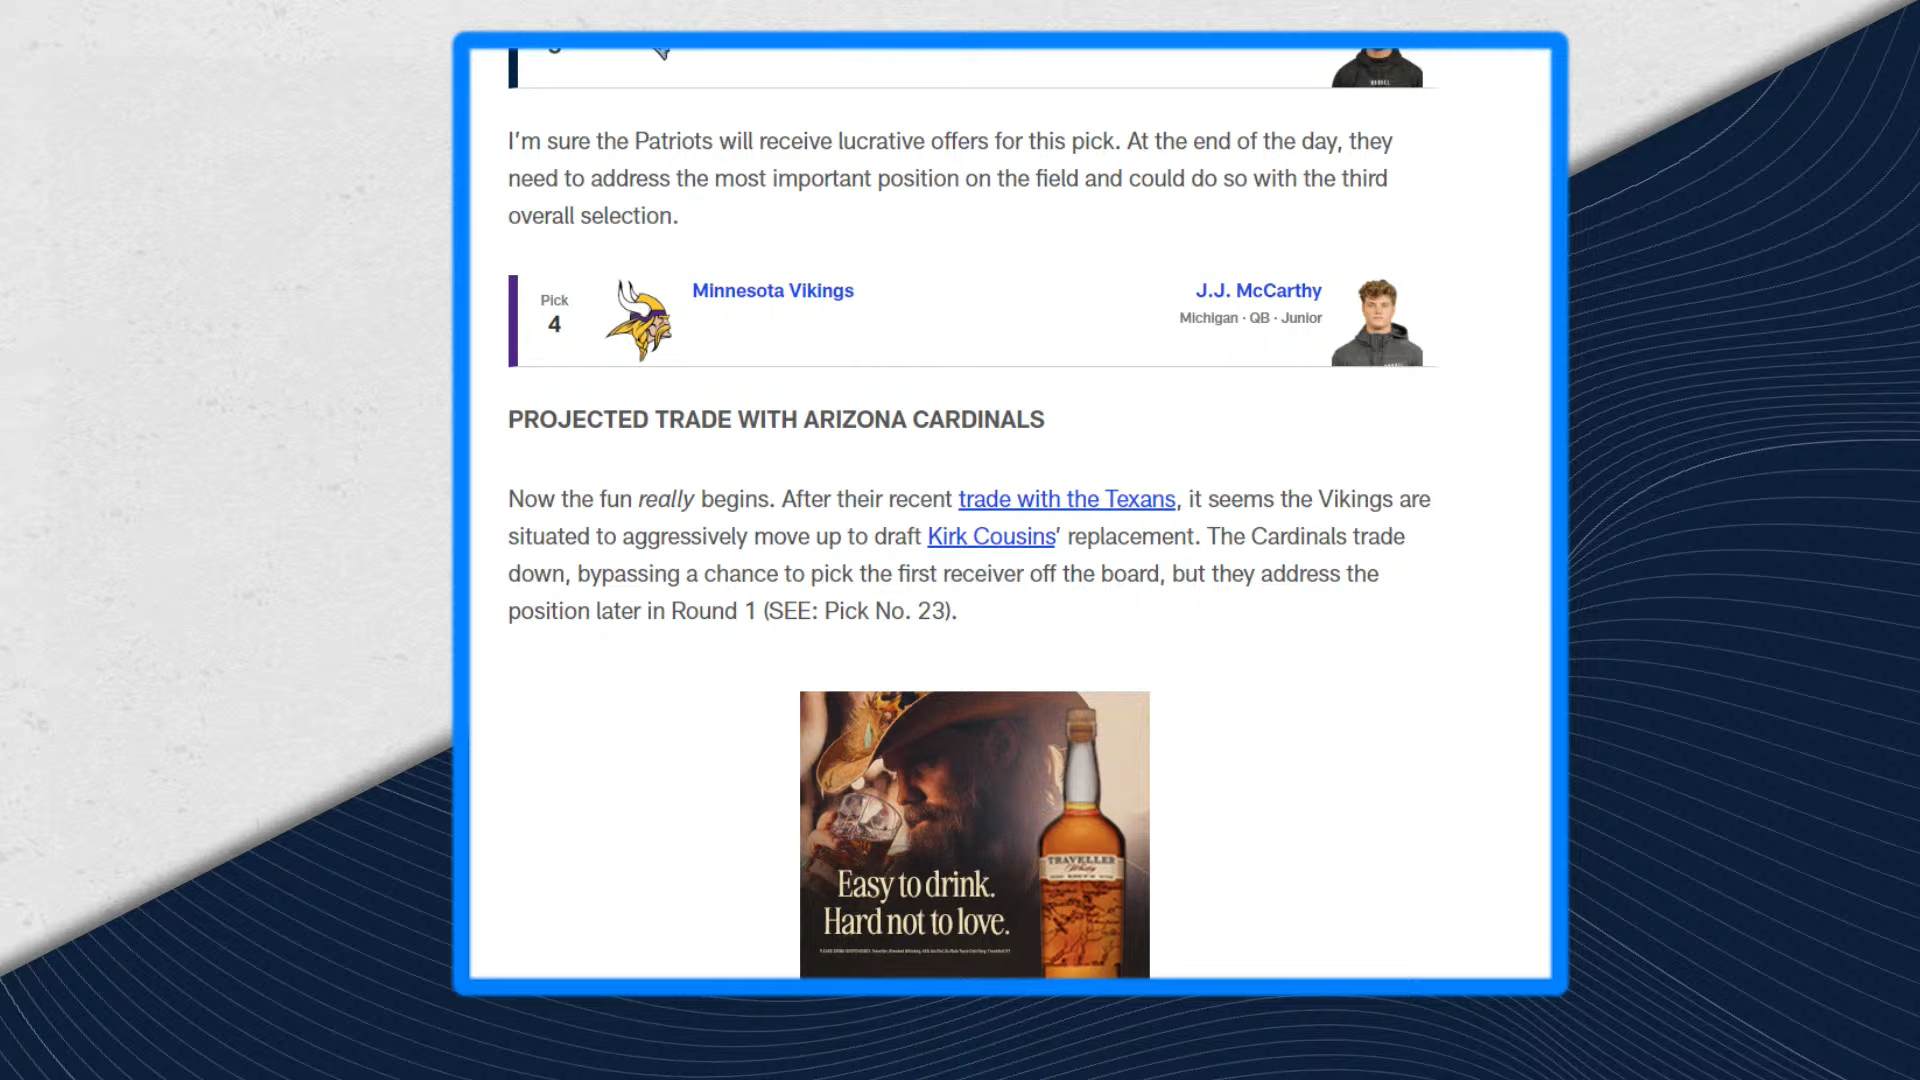 I’m sure the Patriots will receive lucrative offers for this pick. At the end of the day, they
need to address the most important position on the field and could do so with the third
overall selection.
Pick
4
Minnesota Vikings
J.J. McCarthy
Michigan · QB · Junior
PROJECTED TRADE WITH ARIZONA CARDINALS
Now the fun really begins. After their recent trade with the Texans, it seems the Vikings are
situated to aggressively move up to draft Kirk Cousins’ replacement. The Cardinals trade
down, bypassing a chance to pick the first receiver off the board, but they address the
position later in Round 1 (SEE: Pick No. 23).
Easy to drink.
Hard not to love.
TRAVELLER
Whiskey